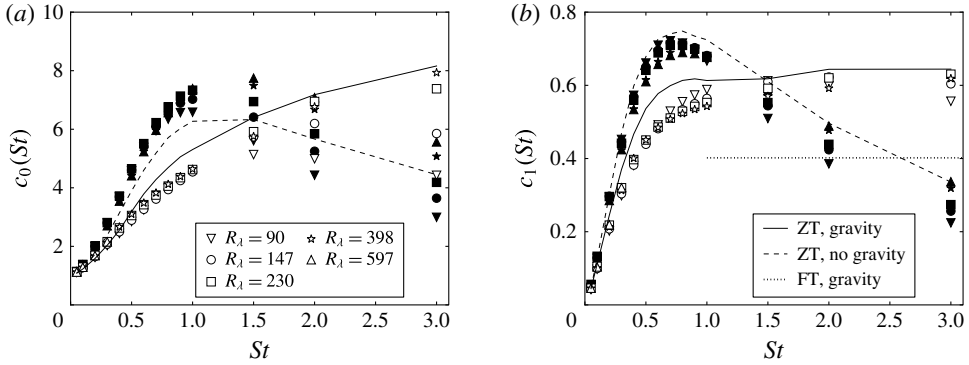 (a)
10
8
6
4
2
0
0.5
1.0
1.5
2.0
2.5
3.0
c₀(St)
St
Rλ = 90
Rλ = 147
Rλ = 230
Rλ = 398
Rλ = 597
(b)
0.8
0.6
0.4
0.2
0
0.5
1.0
1.5
2.0
2.5
3.0
c₁(St)
St
ZT, gravity
ZT, no gravity
FT, gravity